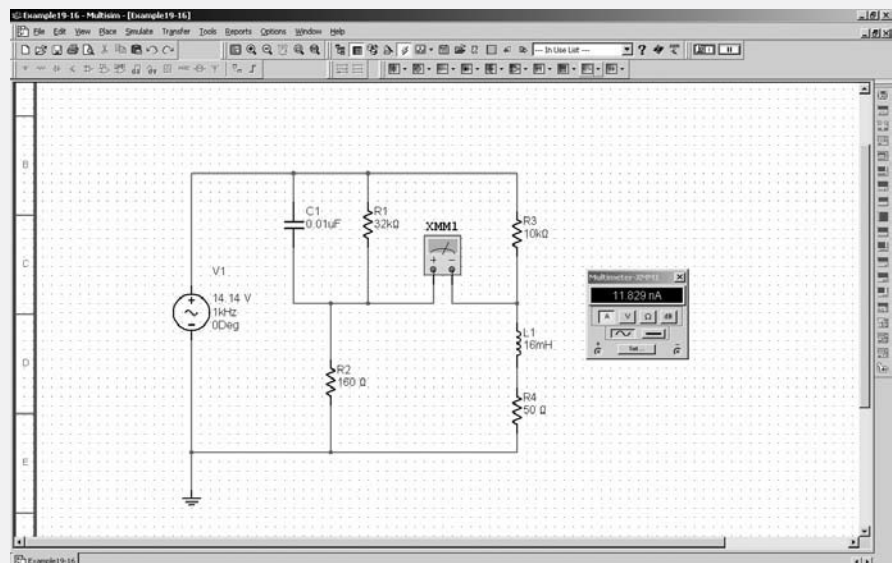 Example19-16 - Multisim - [Example19-16]
File Edit View Place Simulate Transfer Tools Reports Options Window Help
--- In Use List ---
B
C
D
E
C1
0.01uF
R1
32kΩ
XMM1
R3
10kΩ
V1
14.14 V
1kHz
0Deg
R2
160 Ω
L1
16mH
R4
50 Ω
Multimeter-XMM1
11.829 nA
A V Ω dB
Set...
Example19-16